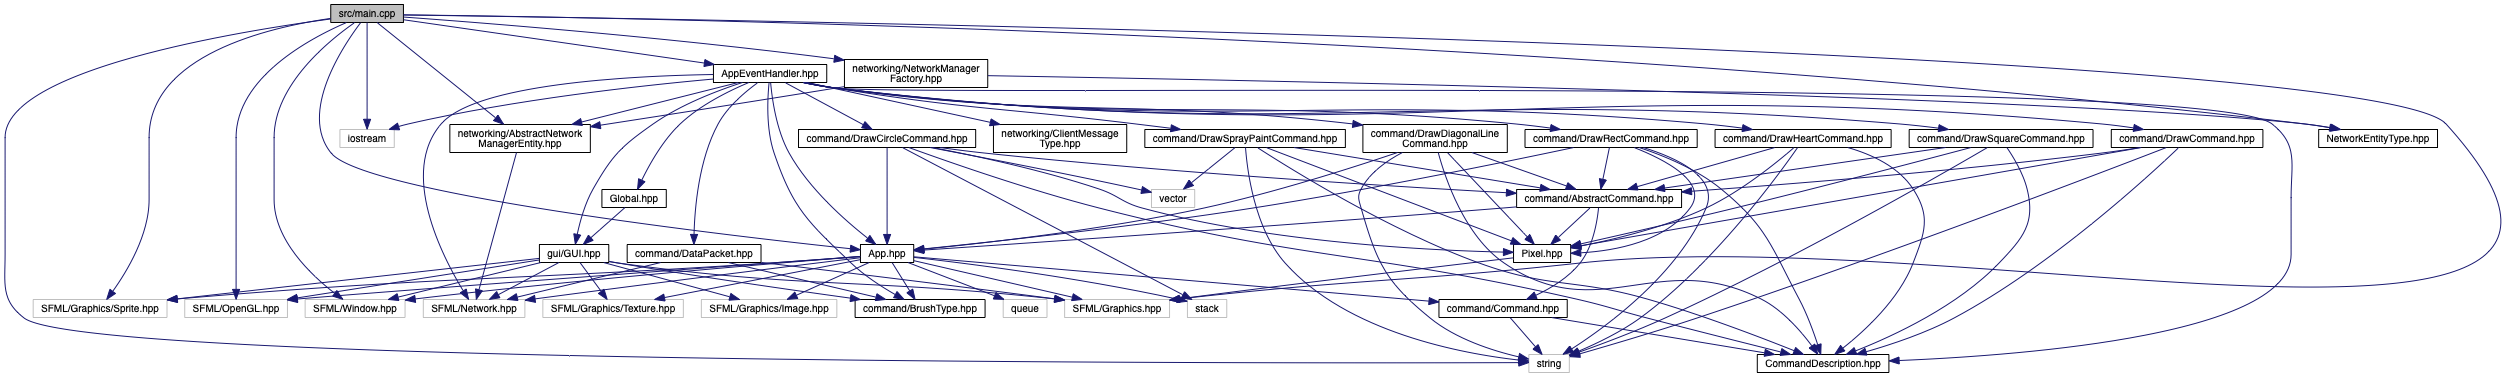 src/main.cpp
AppEventHandler.hpp
networking/NetworkManager
Factory.hpp
iostream
networking/AbstractNetwork
ManagerEntity.hpp
command/DrawCircleCommand.hpp
networking/ClientMessage
Type.hpp
command/DrawSprayPaintCommand.hpp
command/DrawDiagonalLine
Command.hpp
command/DrawRectCommand.hpp
command/DrawHeartCommand.hpp
command/DrawSquareCommand.hpp
command/DrawCommand.hpp
NetworkEntityType.hpp
Global.hpp
vector
command/AbstractCommand.hpp
gui/GUI.hpp
command/DataPacket.hpp
App.hpp
Pixel.hpp
SFML/Graphics/Sprite.hpp
SFML/OpenGL.hpp
SFML/Window.hpp
SFML/Network.hpp
SFML/Graphics/Texture.hpp
SFML/Graphics/Image.hpp
command/BrushType.hpp
queue
SFML/Graphics.hpp
stack
command/Command.hpp
string
CommandDescription.hpp